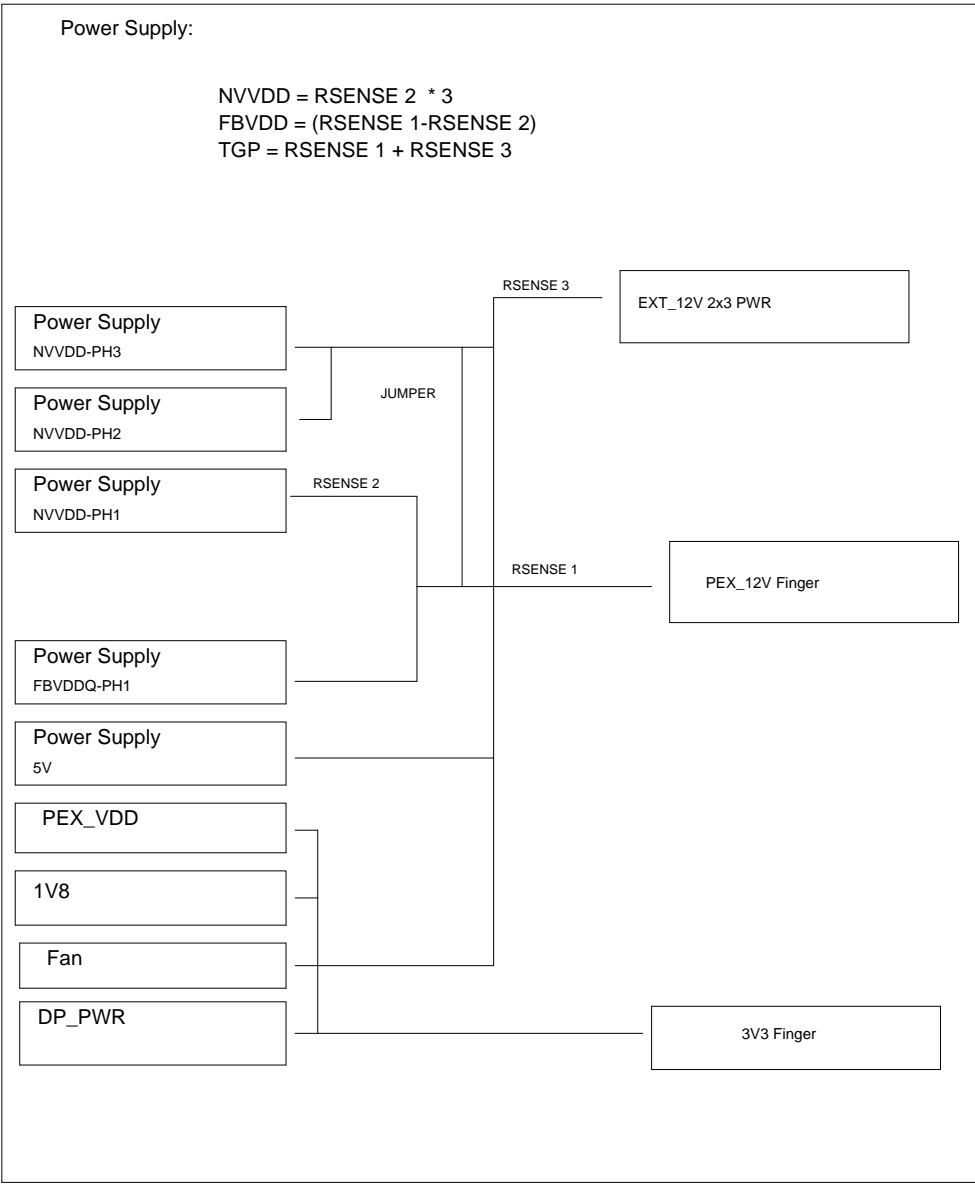 Power Supply:
NVVDD = RSENSE 2 * 3
FBVDD = (RSENSE 1-RSENSE 2)
TGP = RSENSE 1 + RSENSE 3
RSENSE 3
EXT_12V 2x3 PWR
Power Supply
NVVDD-PH3
JUMPER
Power Supply
NVVDD-PH2
Power Supply
NVVDD-PH1
RSENSE 2
RSENSE 1
PEX_12V Finger
Power Supply
FBVDDQ-PH1
Power Supply
5V
PEX_VDD
1V8
Fan
DP_PWR
3V3 Finger